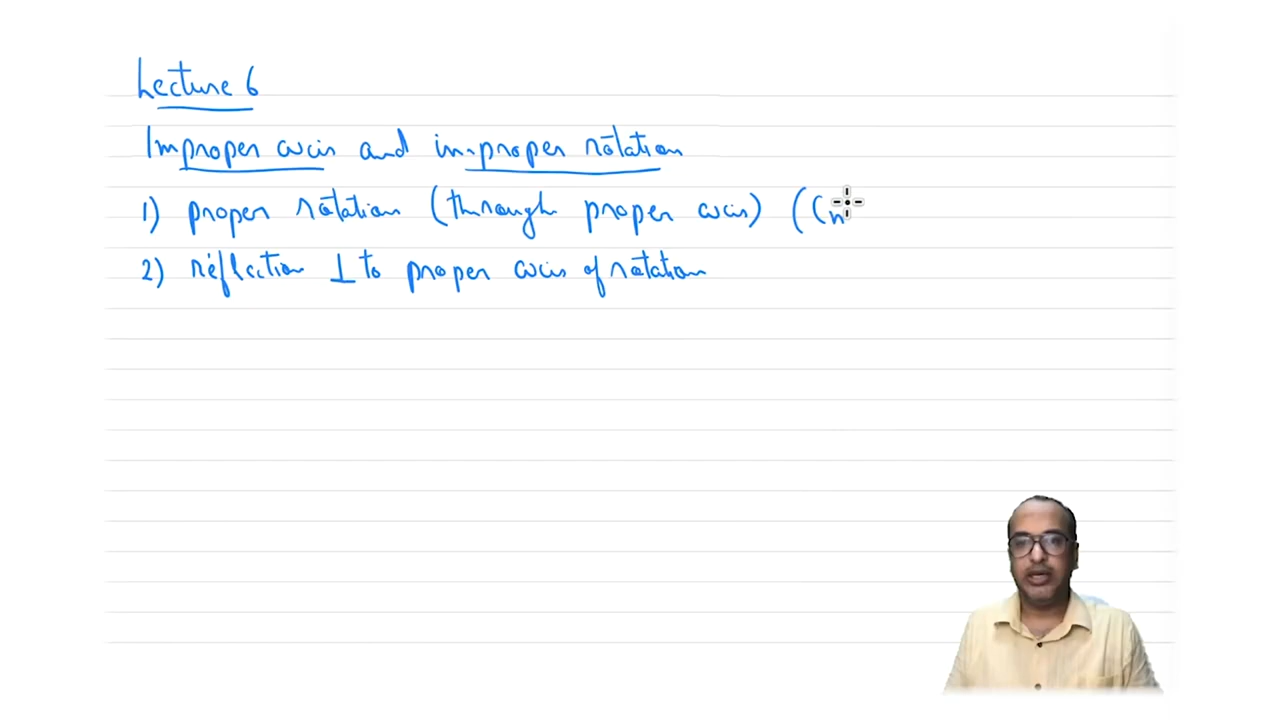 Lecture 6
Improper axis and improper rotation
1) proper rotation (through proper axis) (Cn
2) reflection ⊥ to proper axis of rotation